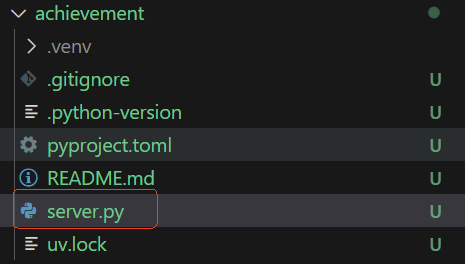 achievement
.venv
.gitignore U
.python-version U
pyproject.toml U
README.md U
server.py U
uv.lock U